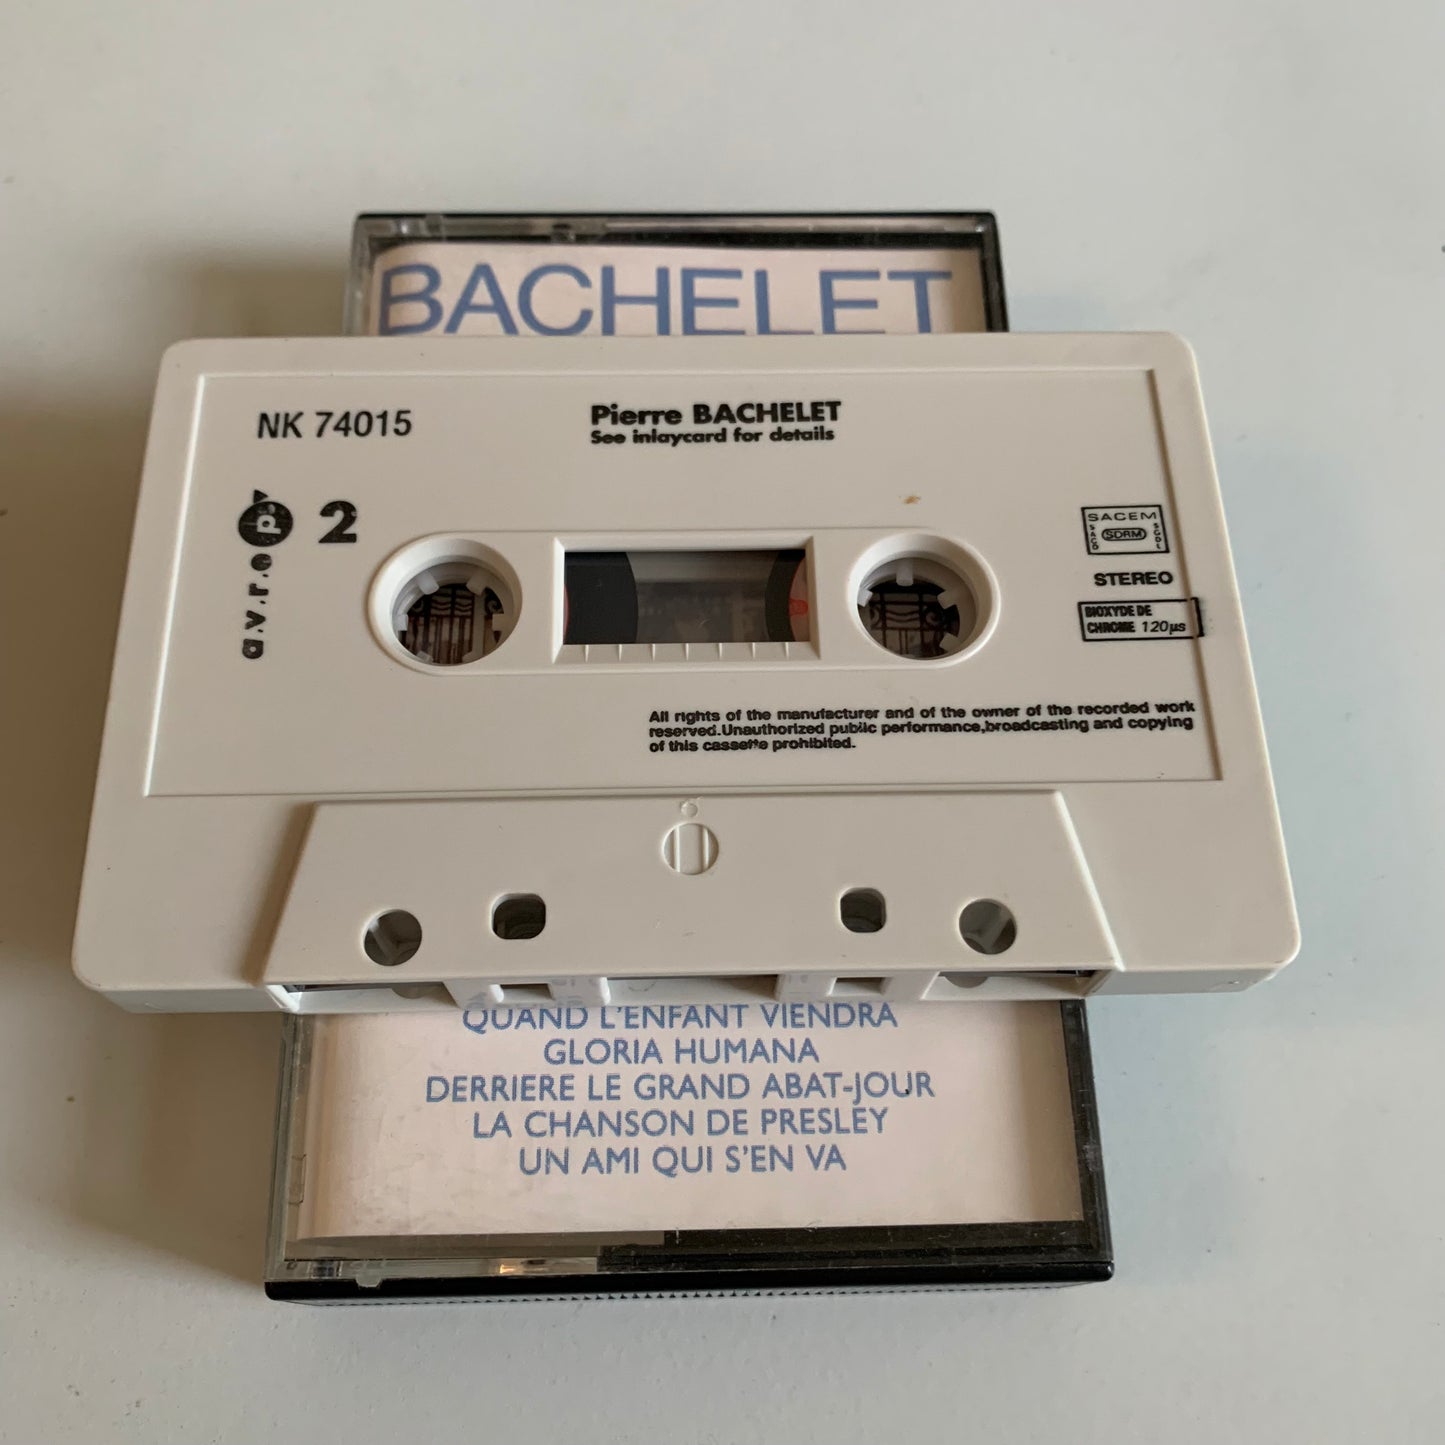 BACHELET
NK 74015
Pierre BACHELET
See inlaycard for details
a.v.r.e.p
2
SACEM
SACD
SDRM
SGDL
STEREO
BIOXYDE DE
CHROME 120µs
All rights of the manufacturer and of the owner of the recorded work
reserved.Unauthorized public performance,broadcasting and copying
of this cassette prohibited.
QUAND L'ENFANT VIENDRA
GLORIA HUMANA
DERRIERE LE GRAND ABAT-JOUR
LA CHANSON DE PRESLEY
UN AMI QUI S'EN VA